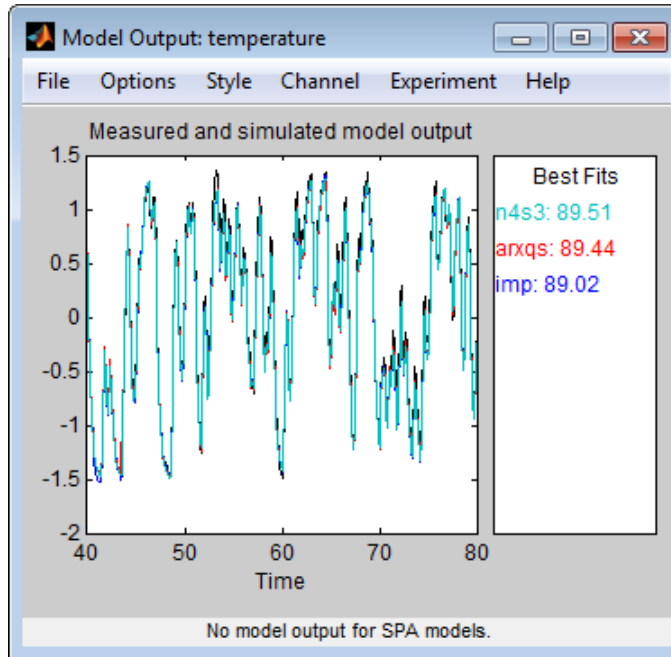 Model Output: temperature
File Options Style Channel Experiment Help
Measured and simulated model output
1.5
1
0.5
0
-0.5
-1
-1.5
-2
40 50 60 70 80
Time
Best Fits
n4s3: 89.51
arxqs: 89.44
imp: 89.02
No model output for SPA models.